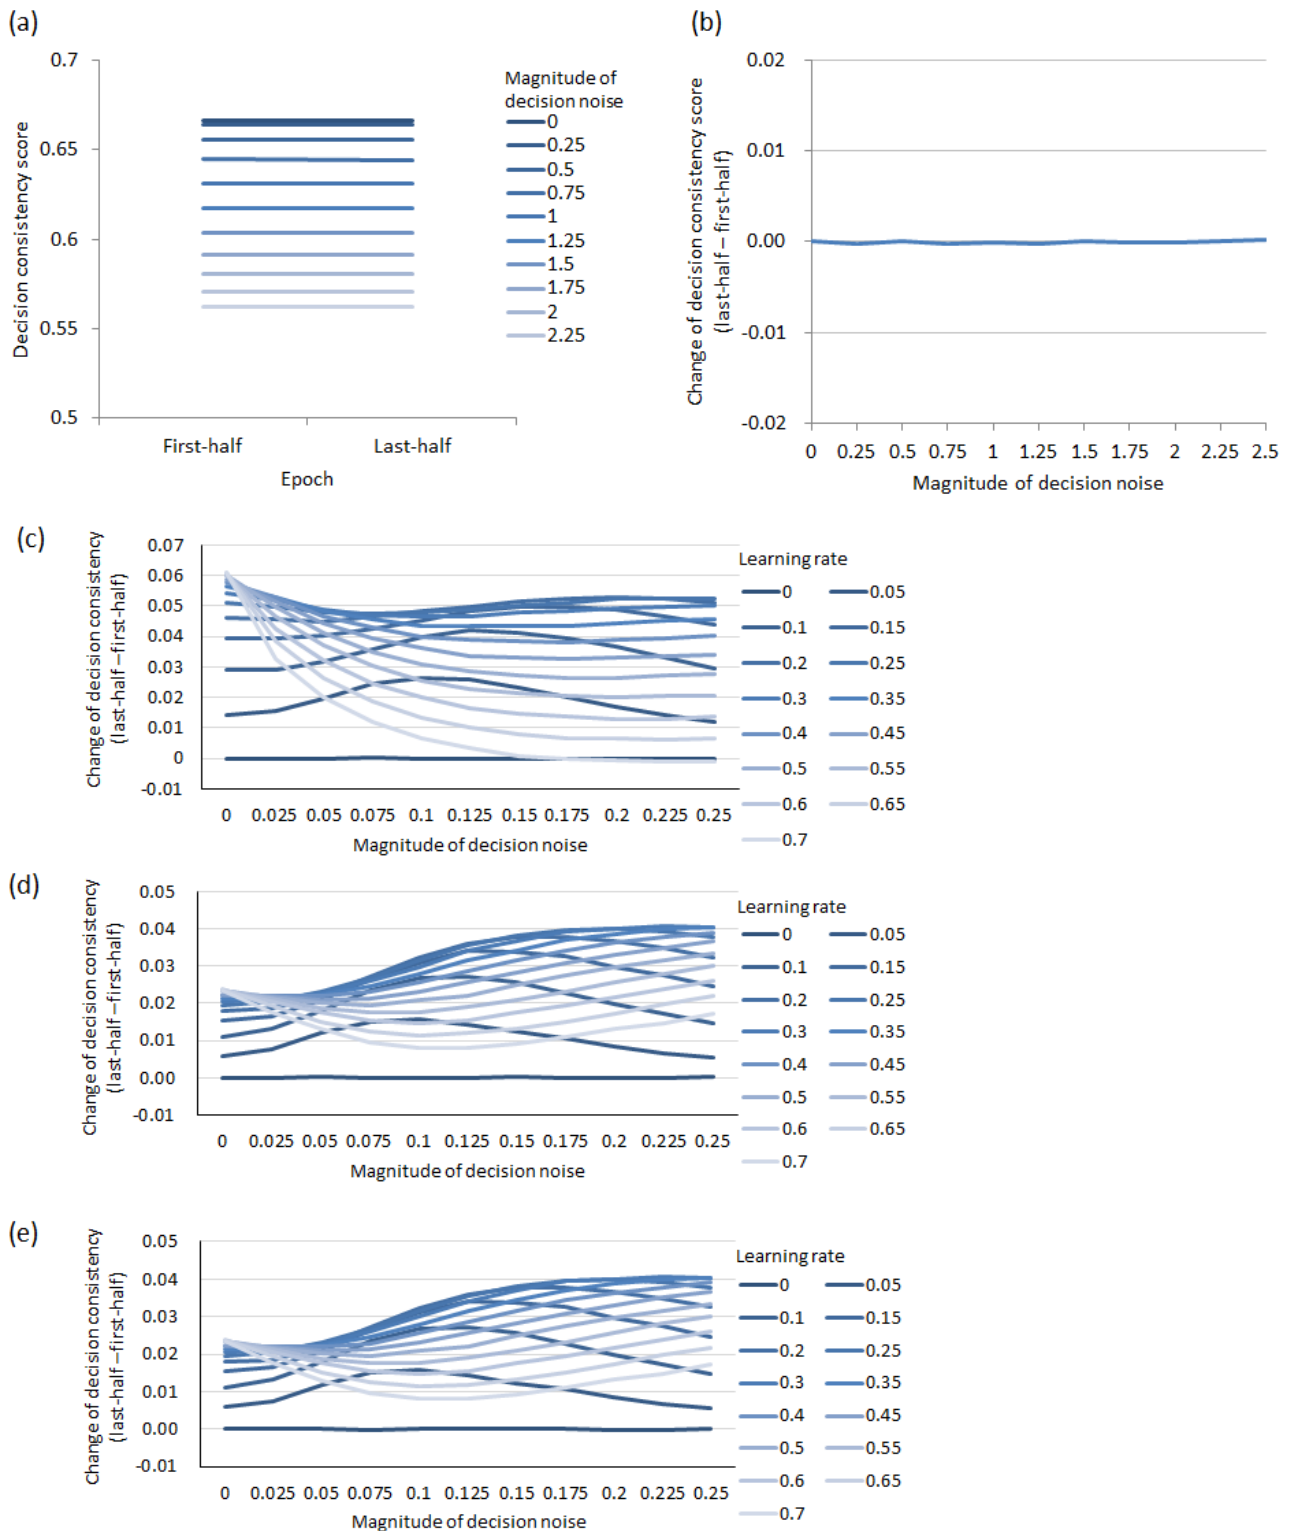 (a)
0.7
0.65
0.6
0.55
0.5
Decision consistency score
First-half Last-half
Epoch
Magnitude of
decision noise
0
0.25
0.5
0.75
1
1.25
1.5
1.75
2
2.25
(b)
0.02
0.01
0.00
-0.01
-0.02
Change of decision consistency score
(last-half – first-half)
0 0.25 0.5 0.75 1 1.25 1.5 1.75 2 2.25 2.5
Magnitude of decision noise
(c)
0.07
0.06
0.05
0.04
0.03
0.02
0.01
0
-0.01
Change of decision consistency
(last-half –first-half)
0 0.025 0.05 0.075 0.1 0.125 0.15 0.175 0.2 0.225 0.25
Magnitude of decision noise
Learning rate
0 0.05
0.1 0.15
0.2 0.25
0.3 0.35
0.4 0.45
0.5 0.55
0.6 0.65
0.7
(d)
0.05
0.04
0.03
0.02
0.01
0.00
-0.01
Change of decision consistency
(last-half –first-half)
0 0.025 0.05 0.075 0.1 0.125 0.15 0.175 0.2 0.225 0.25
Magnitude of decision noise
Learning rate
0 0.05
0.1 0.15
0.2 0.25
0.3 0.35
0.4 0.45
0.5 0.55
0.6 0.65
0.7
(e)
0.05
0.04
0.03
0.02
0.01
0.00
-0.01
Change of decision consistency
(last-half –first-half)
0 0.025 0.05 0.075 0.1 0.125 0.15 0.175 0.2 0.225 0.25
Magnitude of decision noise
Learning rate
0 0.05
0.1 0.15
0.2 0.25
0.3 0.35
0.4 0.45
0.5 0.55
0.6 0.65
0.7